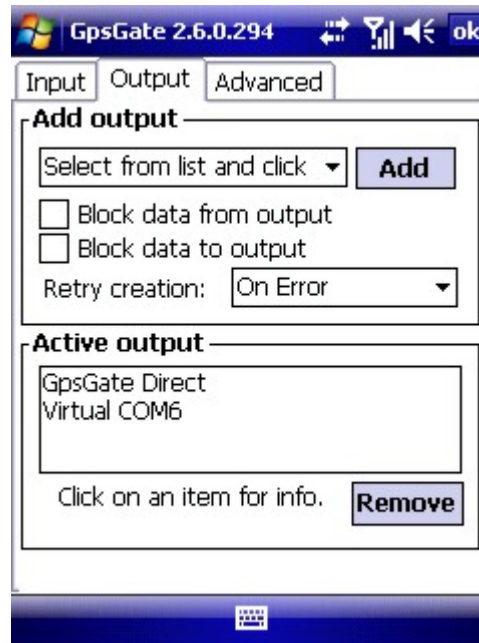 GpsGate 2.6.0.294 ok
Input Output Advanced
Add output
Select from list and click Add
Block data from output
Block data to output
Retry creation: On Error
Active output
GpsGate Direct
Virtual COM6
Click on an item for info. Remove